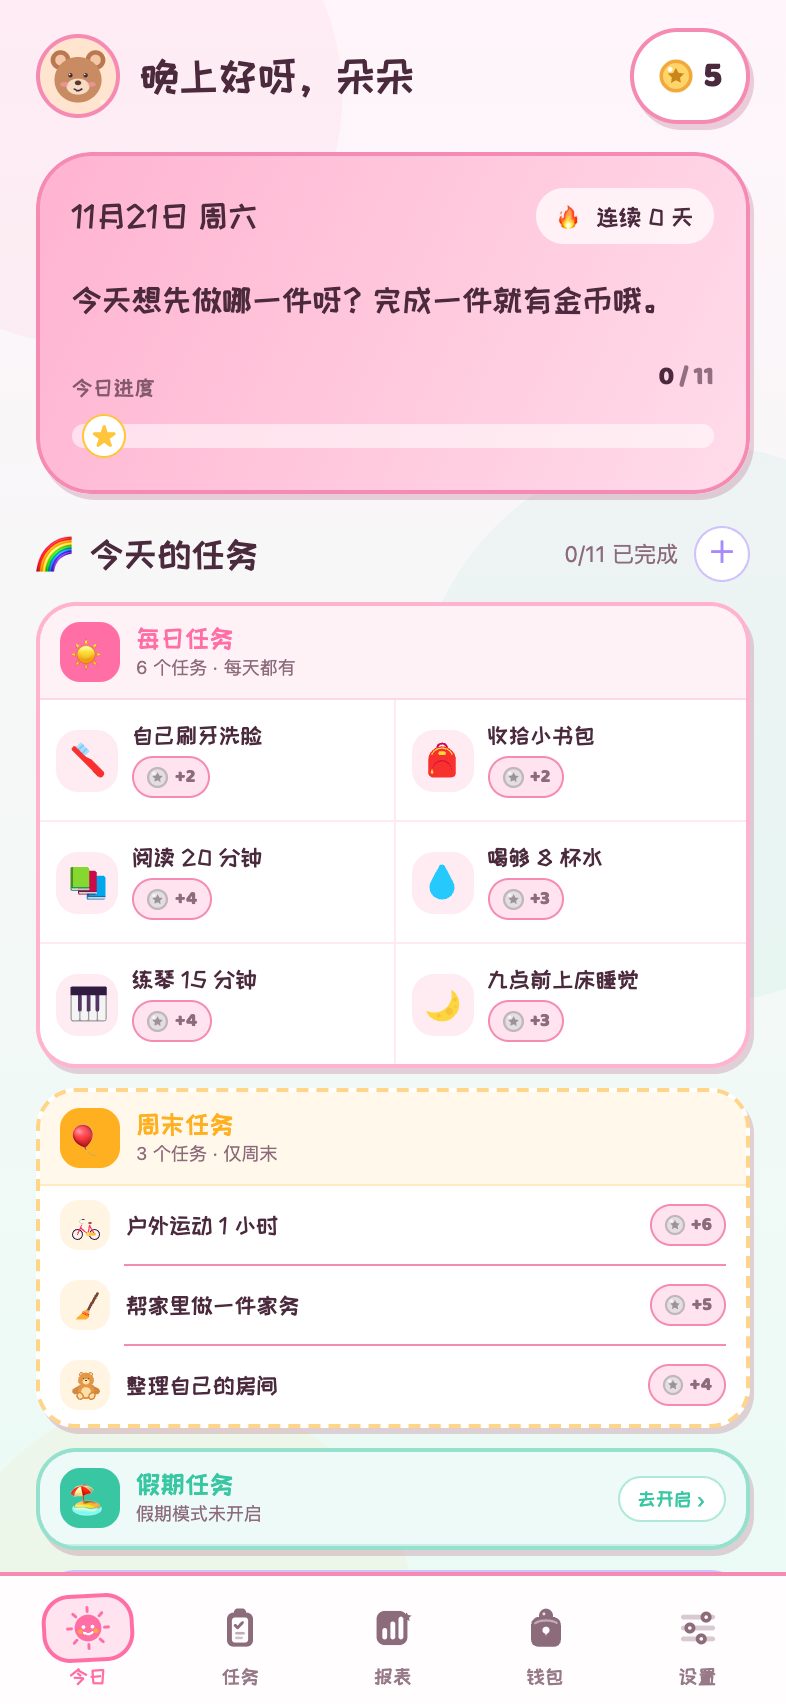 晚上好呀，朵朵
5
11月21日 周六
连续 0 天
今天想先做哪一件呀？完成一件就有金币哦。
今日进度
0 / 11
今天的任务
0/11 已完成
每日任务
6 个任务 · 每天都有
自己刷牙洗脸
+2
收拾小书包
+2
阅读 20 分钟
+4
喝够 8 杯水
+3
练琴 15 分钟
+4
九点前上床睡觉
+3
周末任务
3 个任务 · 仅周末
户外运动 1 小时
+6
帮家里做一件家务
+5
整理自己的房间
+4
假期任务
假期模式未开启
去开启 ›
今日
任务
报表
钱包
设置